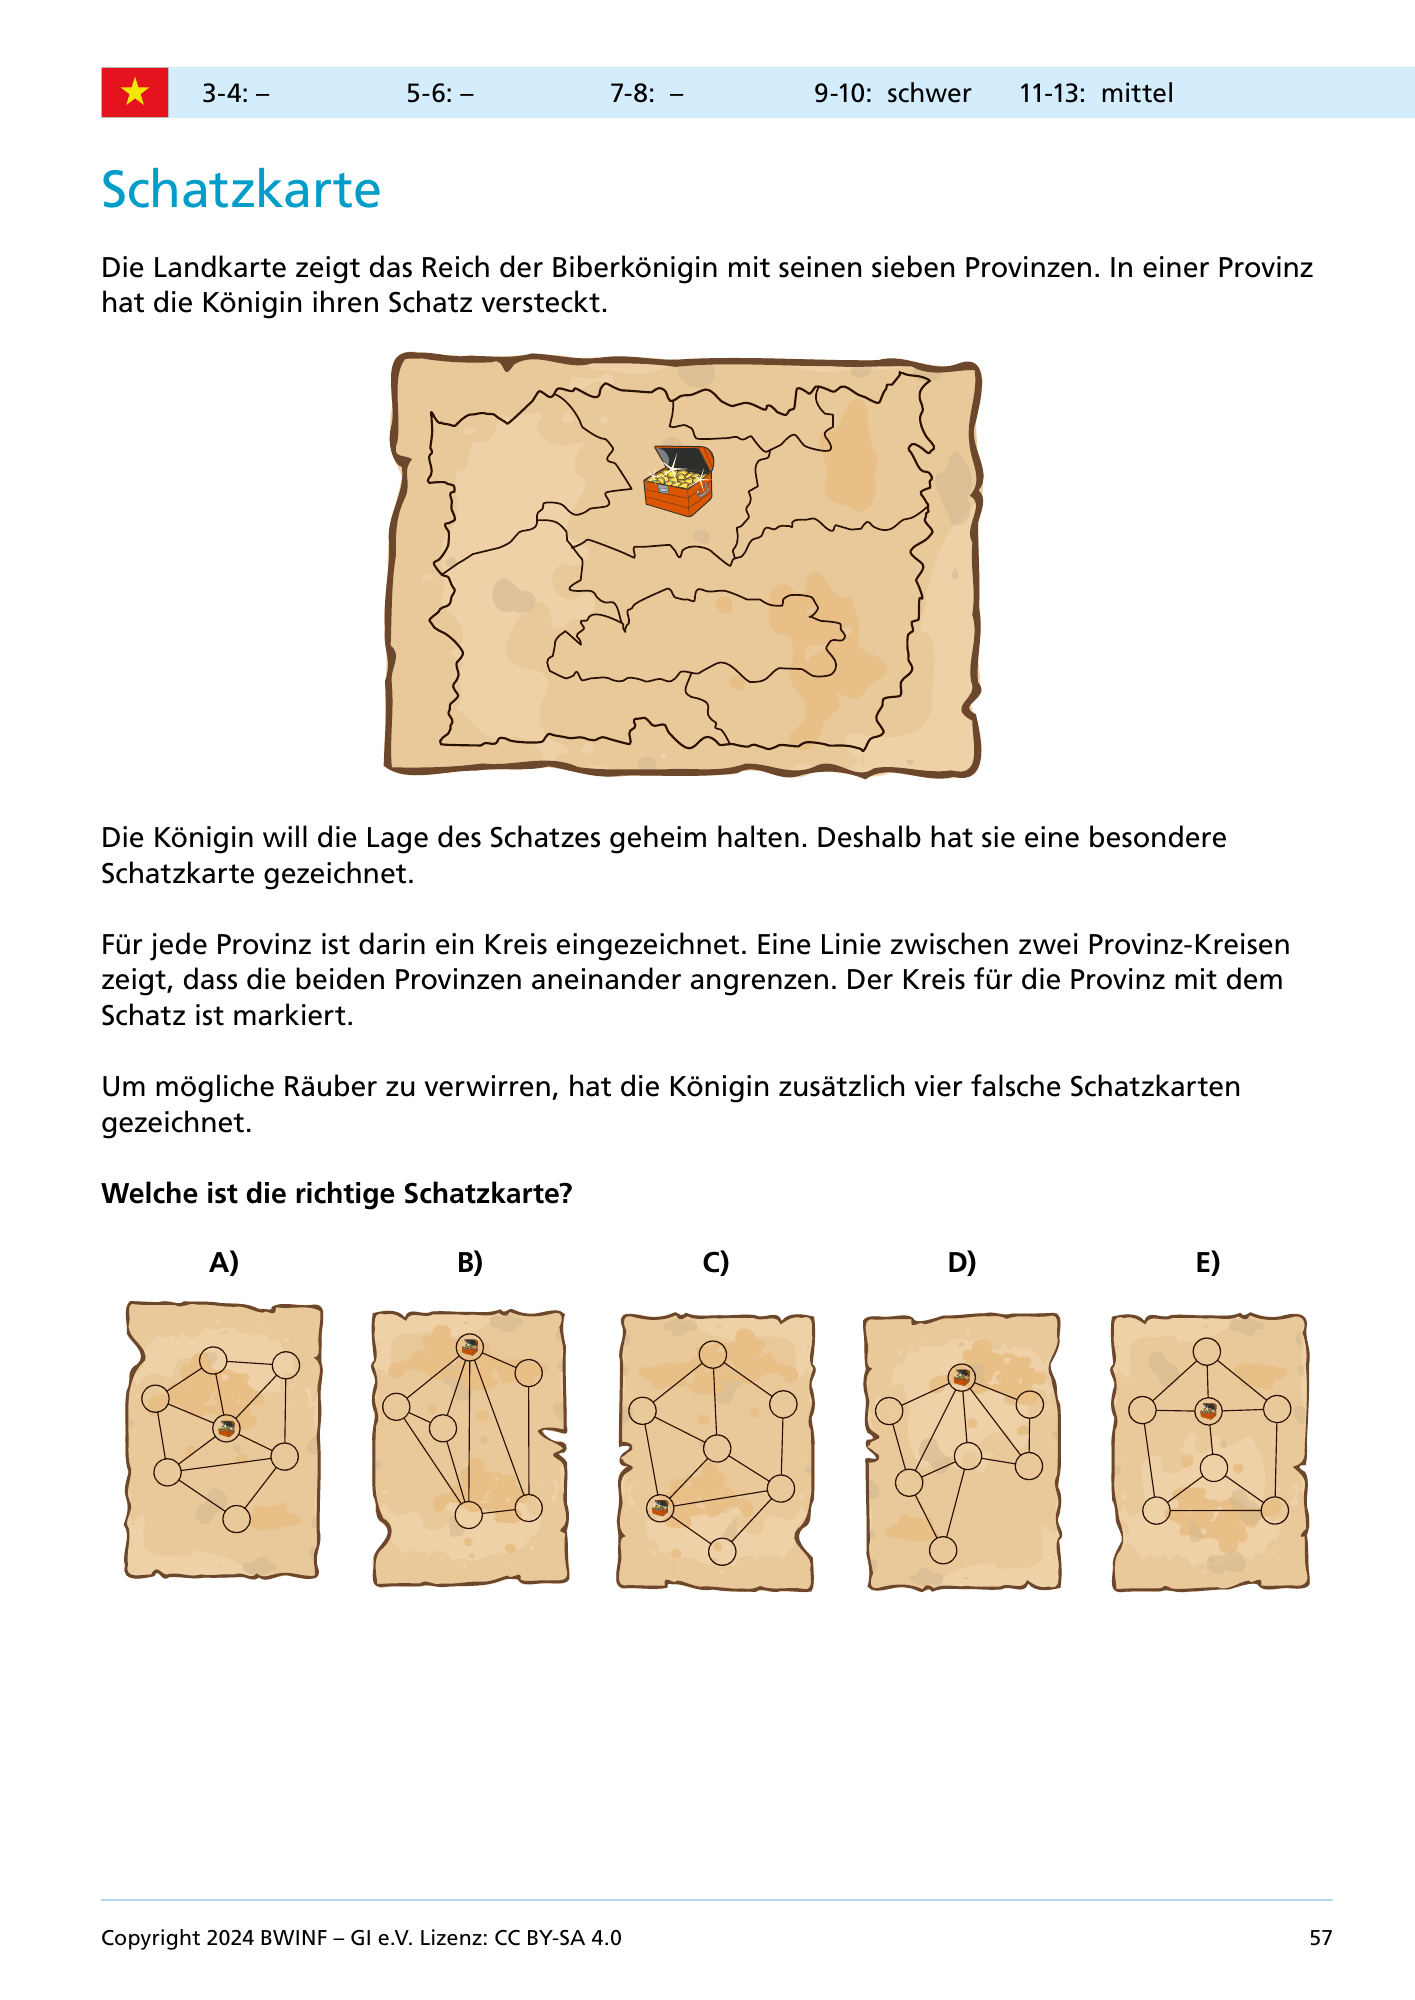 3-4: – 5-6: – 7-8: – 9-10: schwer 11-13: mittel
Schatzkarte
Die Landkarte zeigt das Reich der Biberkönigin mit seinen sieben Provinzen. In einer Provinz
hat die Königin ihren Schatz versteckt.
Die Königin will die Lage des Schatzes geheim halten. Deshalb hat sie eine besondere
Schatzkarte gezeichnet.
Für jede Provinz ist darin ein Kreis eingezeichnet. Eine Linie zwischen zwei Provinz-Kreisen
zeigt, dass die beiden Provinzen aneinander angrenzen. Der Kreis für die Provinz mit dem
Schatz ist markiert.
Um mögliche Räuber zu verwirren, hat die Königin zusätzlich vier falsche Schatzkarten
gezeichnet.
Welche ist die richtige Schatzkarte?
A) B) C) D) E)
Copyright 2024 BWINF – GI e.V. Lizenz: CC BY-SA 4.0 57